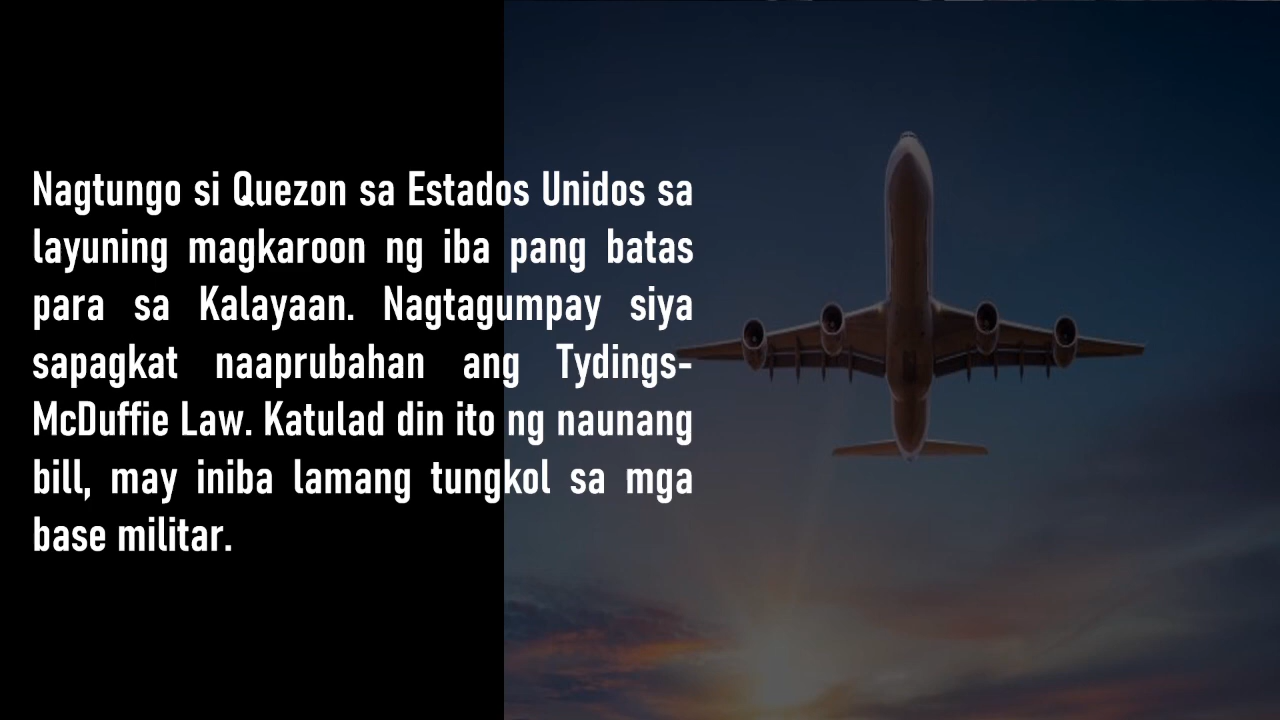 Nagtungo si Quezon sa Estados Unidos sa
layuning magkaroon ng iba pang batas
para sa Kalayaan. Nagtagumpay siya
sapagkat naaprubahan ang Tydings-
McDuffie Law. Katulad din ito ng naunang
bill, may iniba lamang tungkol sa mga
base militar.